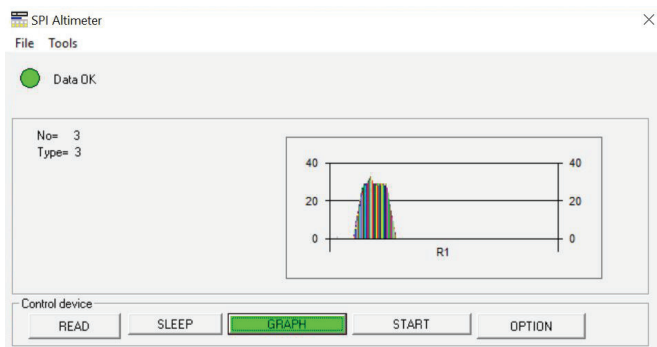 SPI Altimeter
File Tools
Data OK
No= 3
Type= 3
40 40
20 20
0 0
R1
Control device
READ SLEEP GRAPH START OPTION